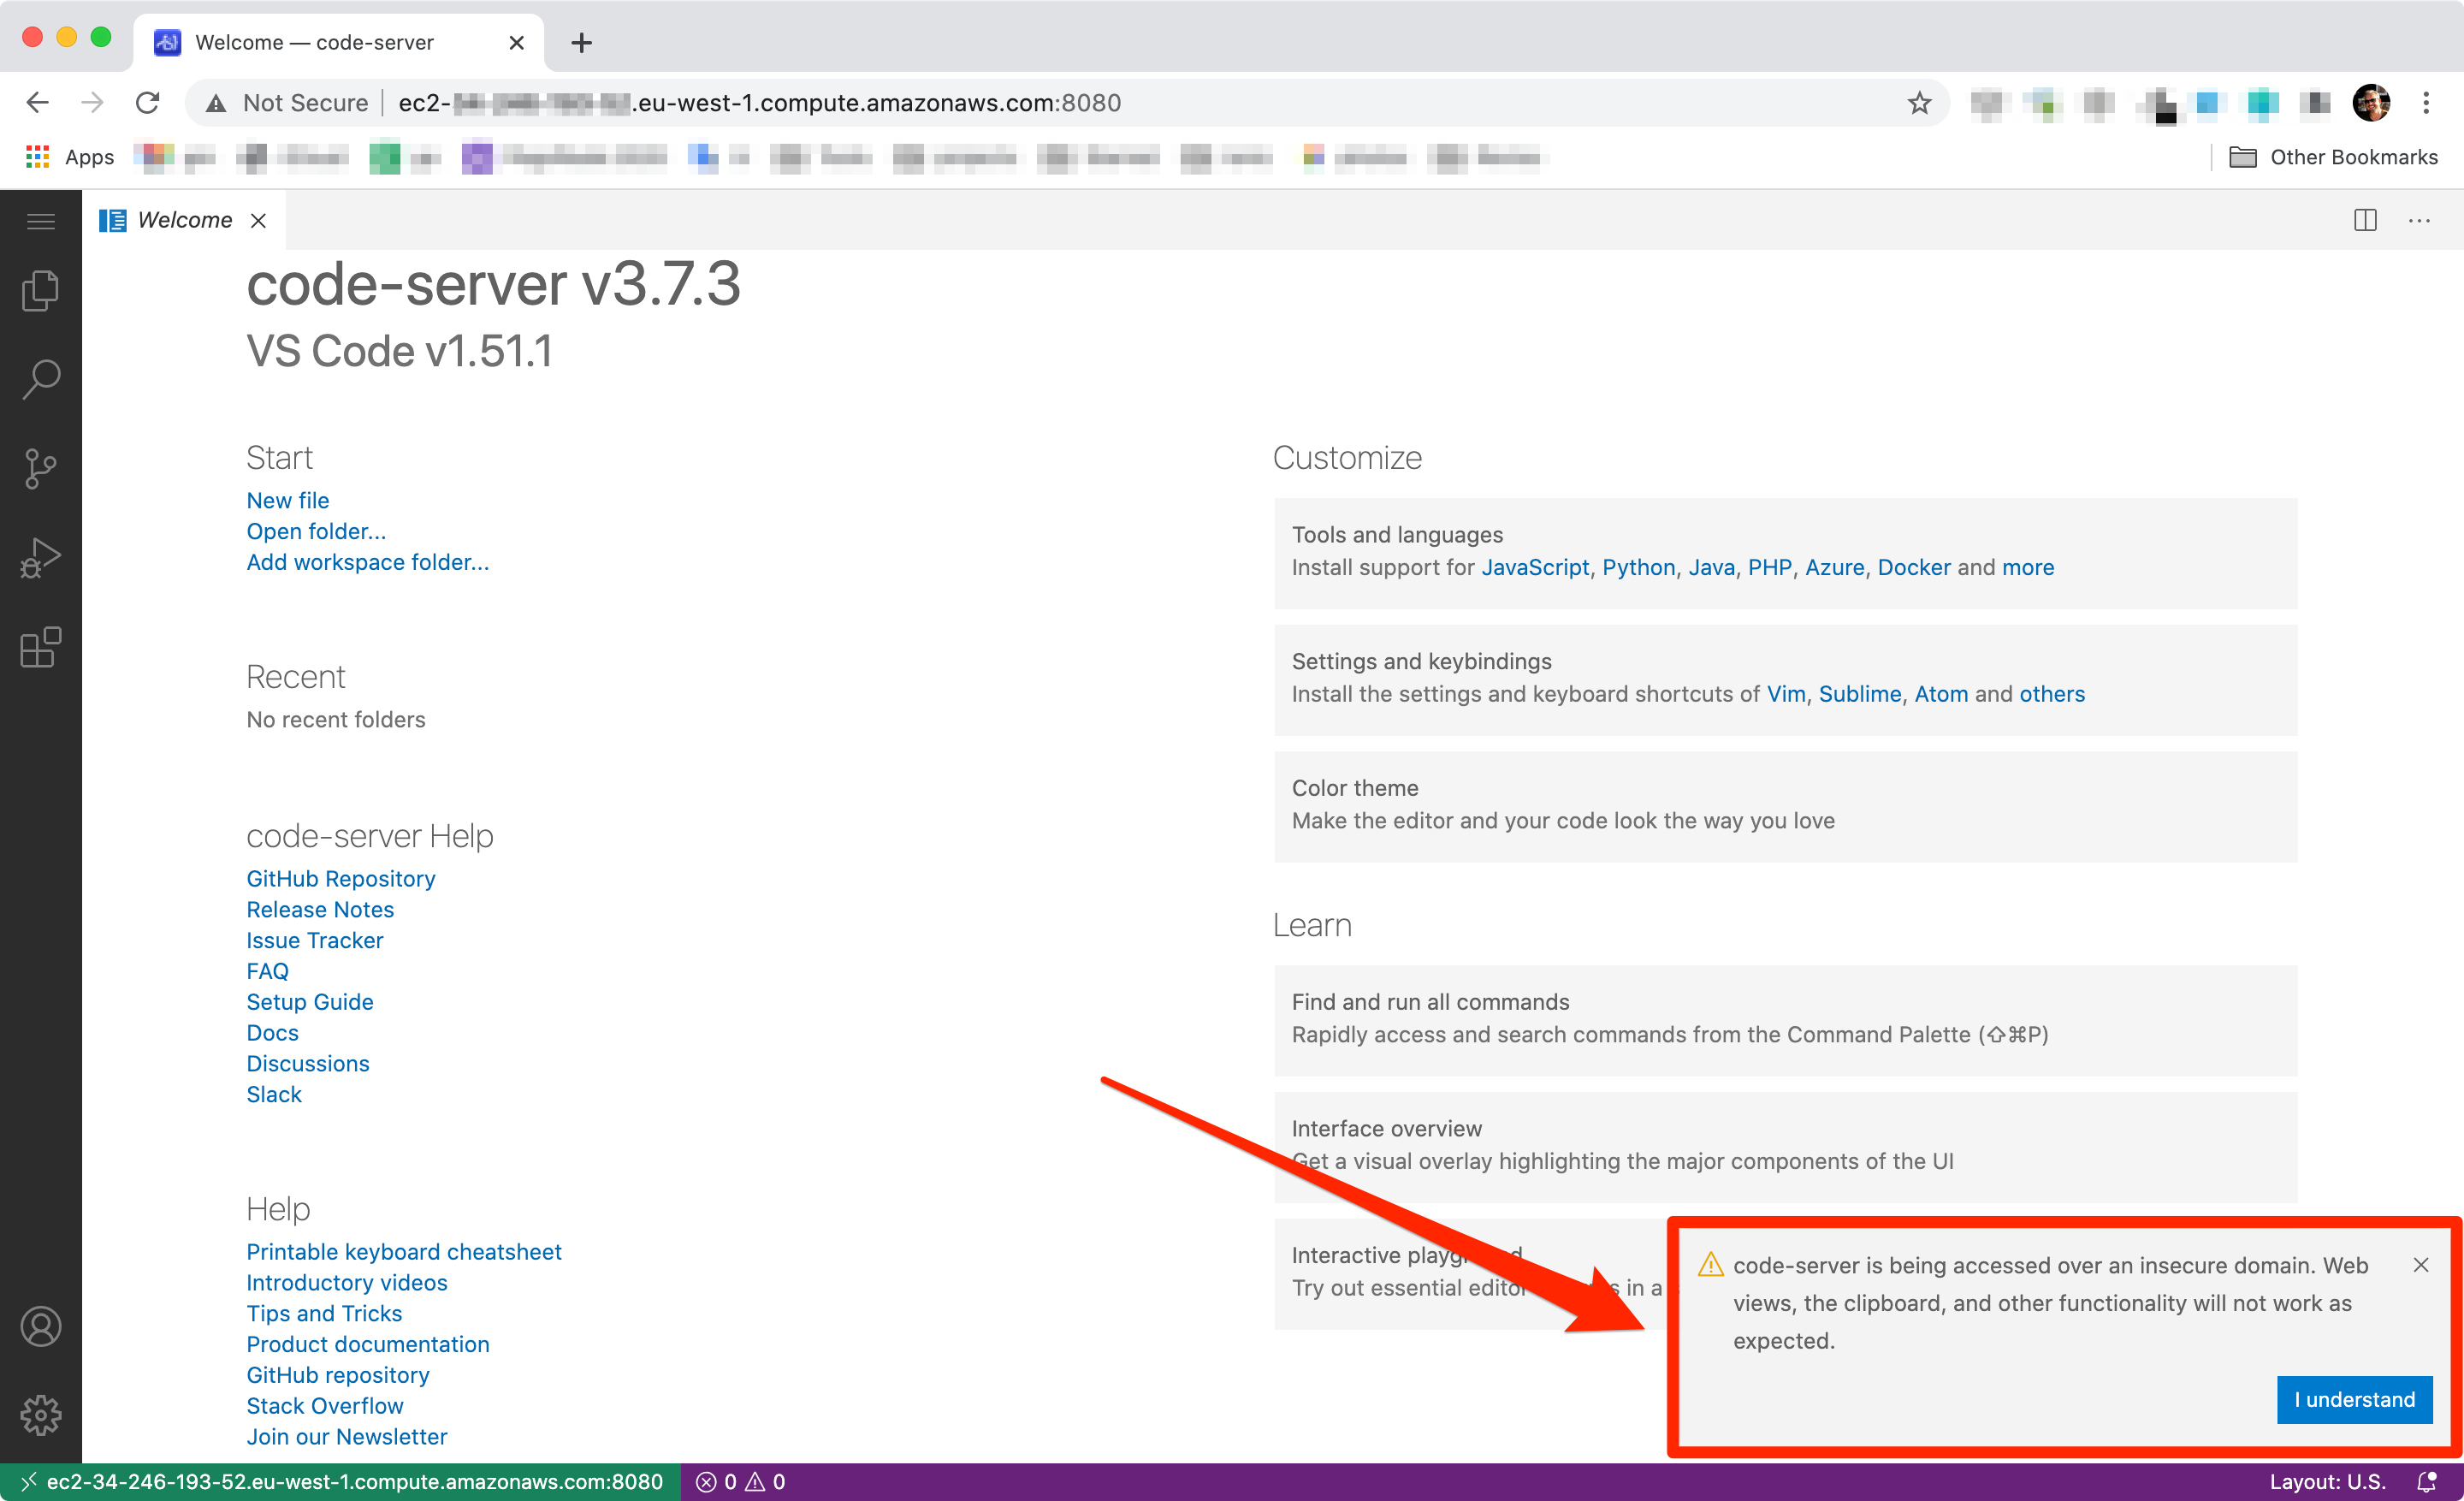 Welcome — code-server
Not Secure
ec2-
.eu-west-1.compute.amazonaws.com:8080
Apps
Other Bookmarks
Welcome
code-server v3.7.3
VS Code v1.51.1
Start
New file
Open folder...
Add workspace folder...
Recent
No recent folders
code-server Help
GitHub Repository
Release Notes
Issue Tracker
FAQ
Setup Guide
Docs
Discussions
Slack
Help
Printable keyboard cheatsheet
Introductory videos
Tips and Tricks
Product documentation
GitHub repository
Stack Overflow
Join our Newsletter
Customize
Tools and languages
Install support for JavaScript, Python, Java, PHP, Azure, Docker and more
Settings and keybindings
Install the settings and keyboard shortcuts of Vim, Sublime, Atom and others
Color theme
Make the editor and your code look the way you love
Learn
Find and run all commands
Rapidly access and search commands from the Command Palette (⇧⌘P)
Interface overview
Get a visual overlay highlighting the major components of the UI
Interactive
Try out essential editor in a
code-server is being accessed over an insecure domain. Web
views, the clipboard, and other functionality will not work as
expected.
I understand
ec2-34-246-193-52.eu-west-1.compute.amazonaws.com:8080
0
0
Layout: U.S.